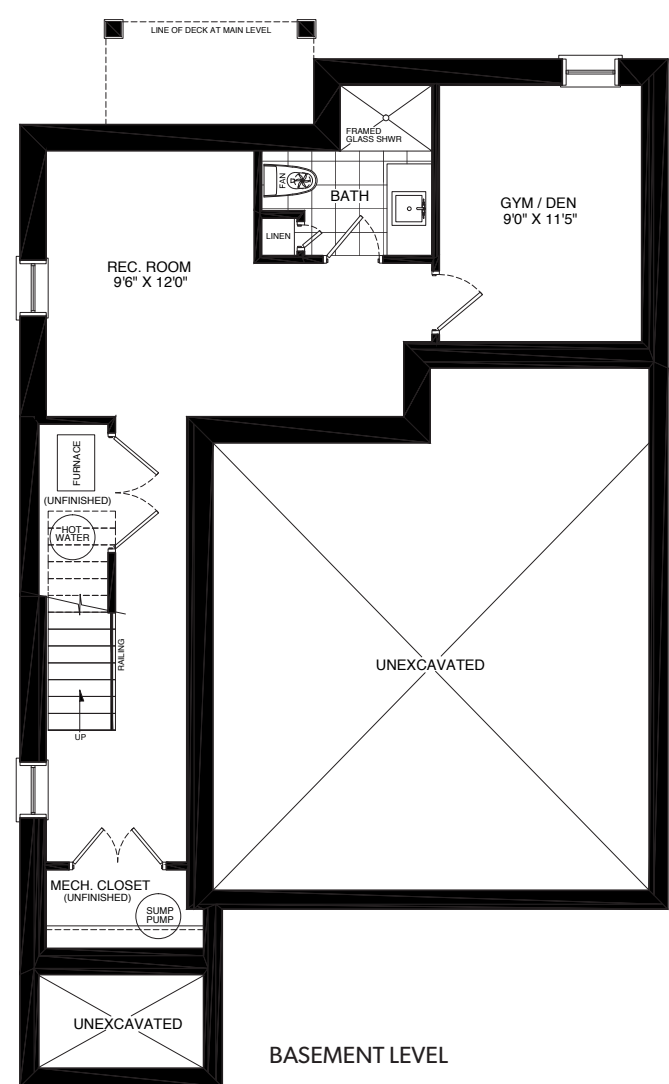 LINE OF DECK AT MAIN LEVEL
FRAMED
GLASS SHWR
FAN
BATH
LINEN
GYM / DEN
9'0" X 11'5"
REC. ROOM
9'6" X 12'0"
FURNACE
(UNFINISHED)
HOT
WATER
RAILING
UP
UNEXCAVATED
MECH. CLOSET
(UNFINISHED)
SUMP
PUMP
UNEXCAVATED
BASEMENT LEVEL